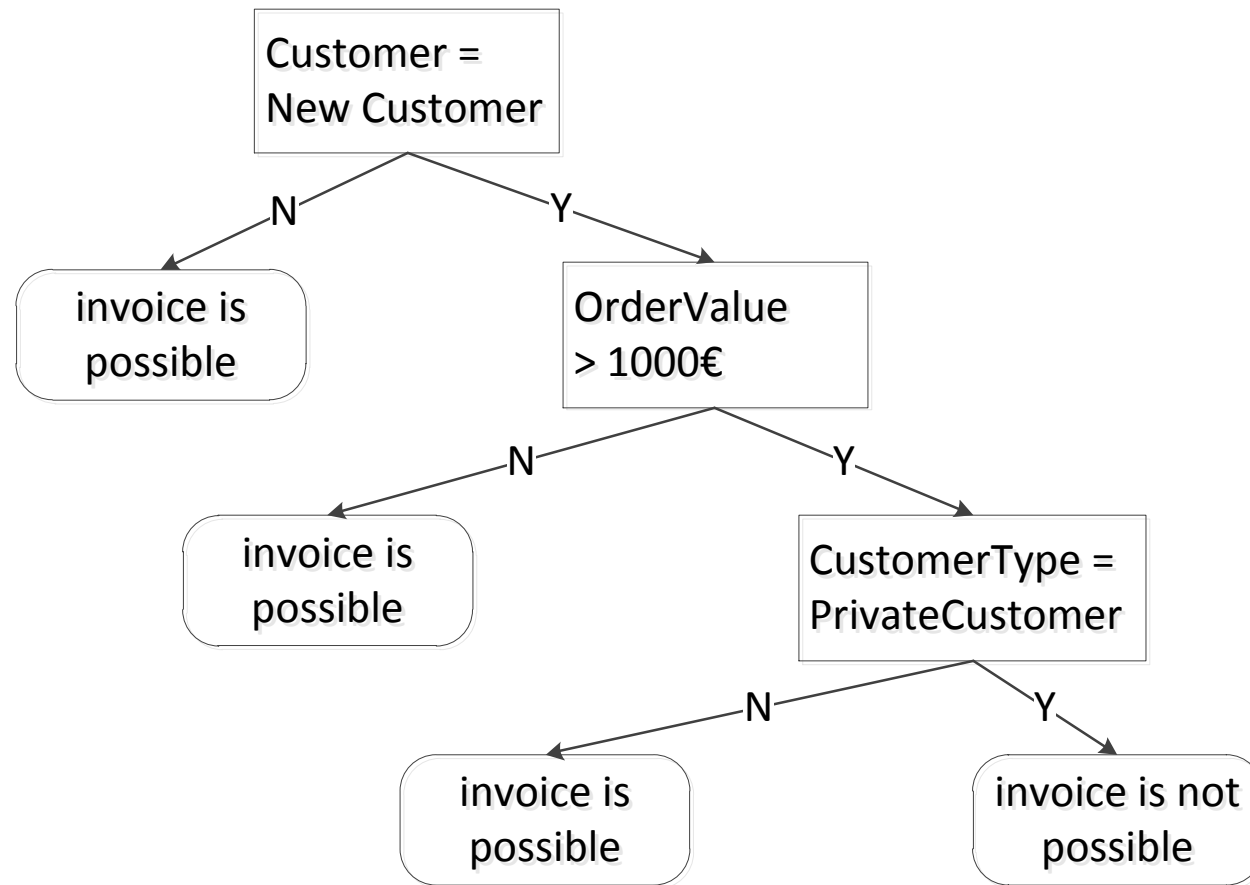 Customer =
New Customer
N
Y
invoice is
possible
OrderValue
> 1000€
N
Y
invoice is
possible
CustomerType =
PrivateCustomer
N
Y
invoice is
possible
invoice is not
possible